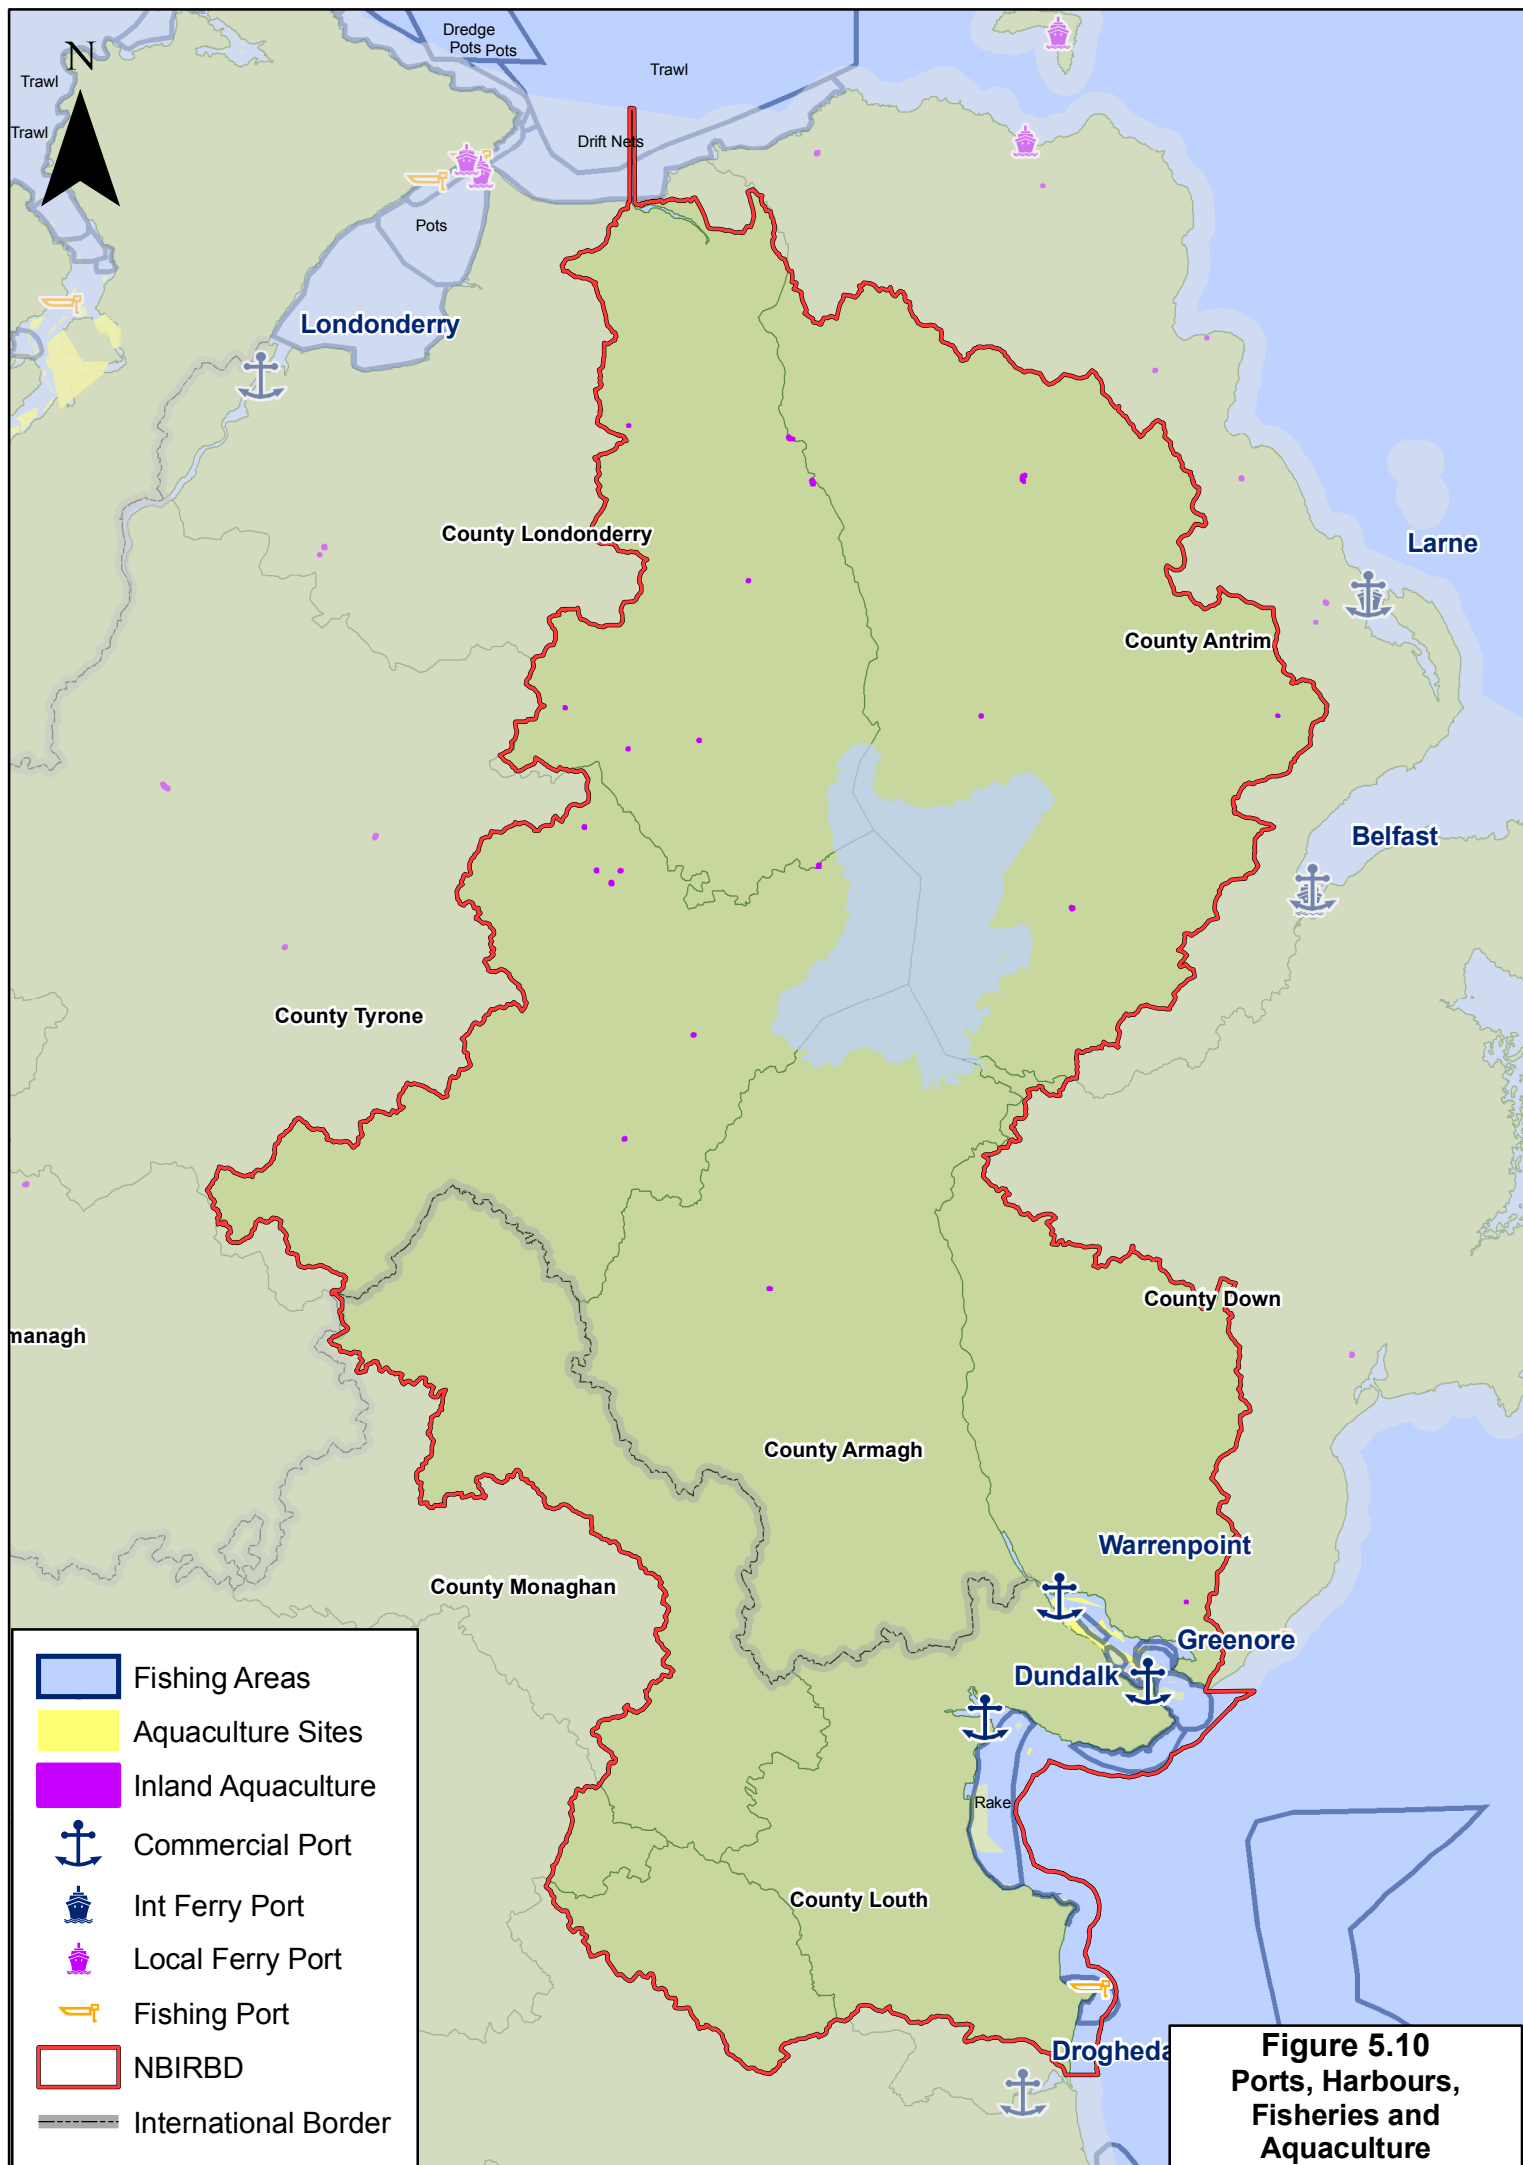 Dredge
Pots Pots
N
Trawl
Trawl
Trawl
Drift Nets
Pots
Londonderry
County Londonderry
Larne
County Antrim
Belfast
County Tyrone
County Down
managh
County Armagh
Warrenpoint
County Monaghan
Greenore
Dundalk
Rake
County Louth
Drogheda
Fishing Areas
Aquaculture Sites
Inland Aquaculture
Commercial Port
Int Ferry Port
Local Ferry Port
Fishing Port
NBIRBD
International Border
Figure 5.10
Ports, Harbours,
Fisheries and
Aquaculture